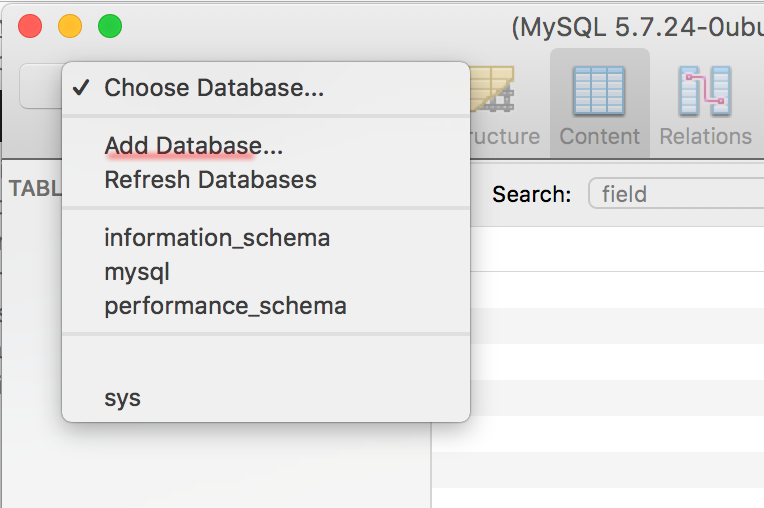 (MySQL 5.7.24-0ubu
Choose Database...
Add Database...
Refresh Databases
information_schema
mysql
performance_schema
sys
ucture
Content
Relations
TABL
Search:
field